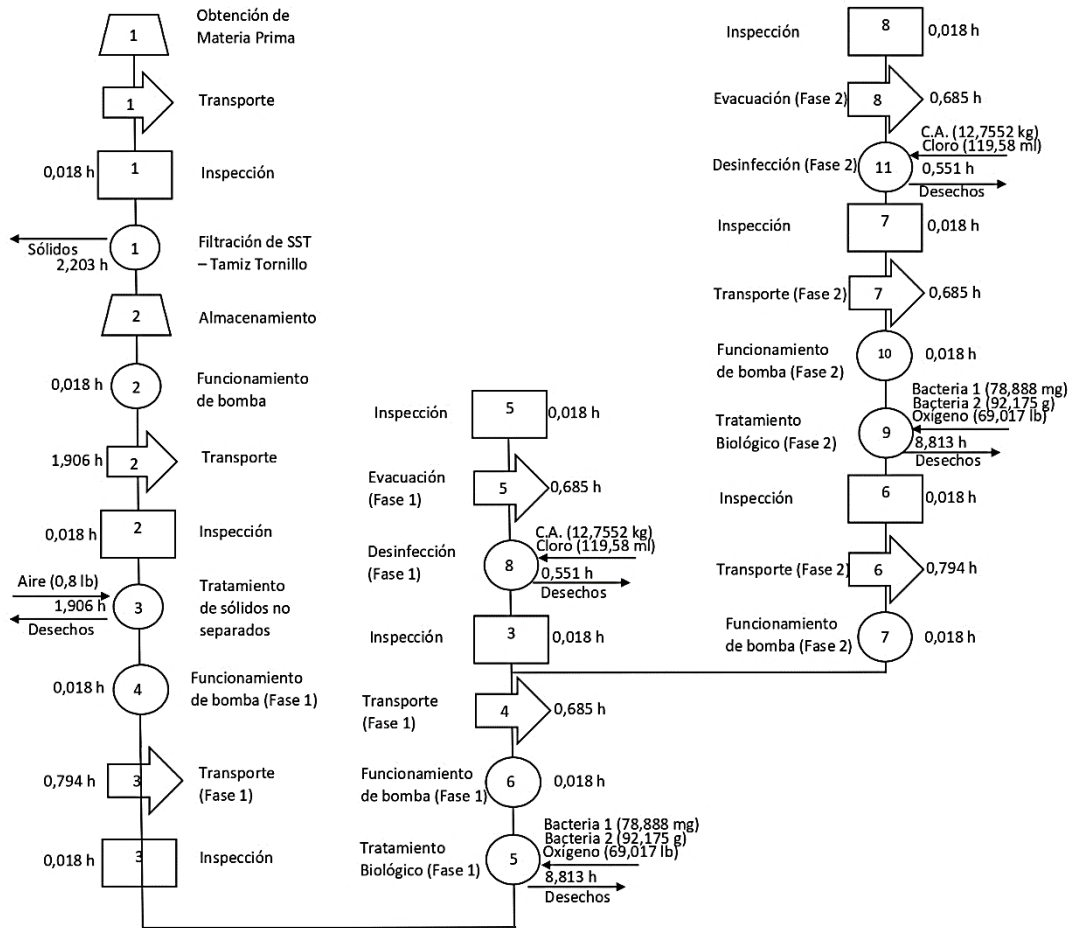 1
Obtención de
Materia Prima
1
Transporte
0,018 h
1
Inspección
Sólidos
2,203 h
1
Filtración de SST
– Tamiz Tornillo
2
Almacenamiento
0,018 h
2
Funcionamiento
de bomba
1,906 h
2
Transporte
0,018 h
2
Inspección
Aire (0,8 lb)
1,906 h
Desechos
3
Tratamiento
de sólidos no
separados
0,018 h
4
Funcionamiento
de bomba (Fase 1)
0,794 h
3
Transporte
(Fase 1)
0,018 h
3
Inspección
Inspección
5
0,018 h
Evacuación
(Fase 1)
5
0,685 h
Desinfección
(Fase 1)
8
C.A. (12,7552 kg)
Cloro (119,58 ml)
0,551 h
Desechos
Inspección
3
0,018 h
Transporte
(Fase 1)
4
0,685 h
Funcionamiento
de bomba (Fase 1)
6
0,018 h
Tratamiento
Biológico (Fase 1)
5
Bacteria 1 (78,888 mg)
Bacteria 2 (92,175 g)
Oxígeno (69,017 lb)
8,813 h
Desechos
Inspección
8
0,018 h
Evacuación (Fase 2)
8
0,685 h
Desinfección (Fase 2)
11
C.A. (12,7552 kg)
Cloro (119,58 ml)
0,551 h
Desechos
Inspección
7
0,018 h
Transporte (Fase 2)
7
0,685 h
Funcionamiento
de bomba (Fase 2)
10
0,018 h
Tratamiento
Biológico (Fase 2)
9
Bacteria 1 (78,888 mg)
Bacteria 2 (92,175 g)
Oxígeno (69,017 lb)
8,813 h
Desechos
Inspección
6
0,018 h
Transporte (Fase 2)
6
0,794 h
Funcionamiento
de bomba (Fase 2)
7
0,018 h